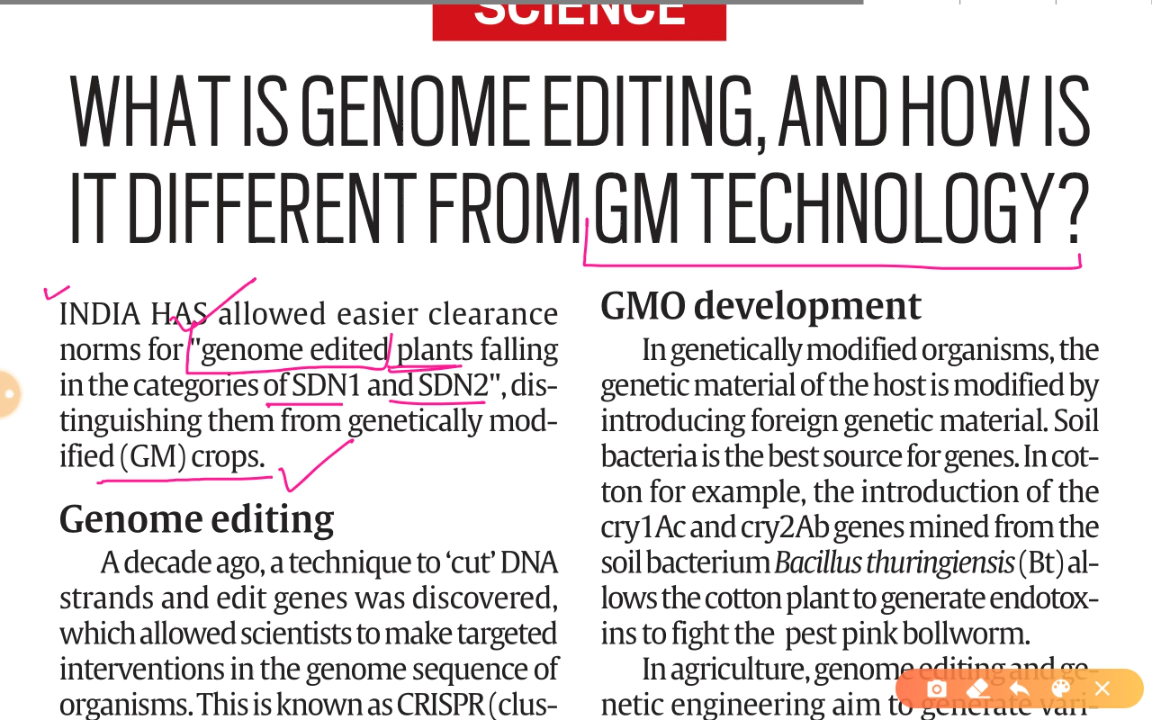 SCIENCE
WHAT IS GENOME EDITING, AND HOW IS
IT DIFFERENT FROM GM TECHNOLOGY?
INDIA HAS allowed easier clearance
norms for "genome edited plants falling
in the categories of SDN1 and SDN2", dis-
tinguishing them from genetically mod-
ified (GM) crops.
Genome editing
A decade ago, a technique to ‘cut’ DNA
strands and edit genes was discovered,
which allowed scientists to make targeted
interventions in the genome sequence of
organisms. This is known as CRISPR (clus-
GMO development
In genetically modified organisms, the
genetic material of the host is modified by
introducing foreign genetic material. Soil
bacteria is the best source for genes. In cot-
ton for example, the introduction of the
cry1Ac and cry2Ab genes mined from the
soil bacterium Bacillus thuringiensis (Bt) al-
lows the cotton plant to generate endotox-
ins to fight the pest pink bollworm.
In agriculture, genome editing and ge-
netic engineering aim to generate vari-